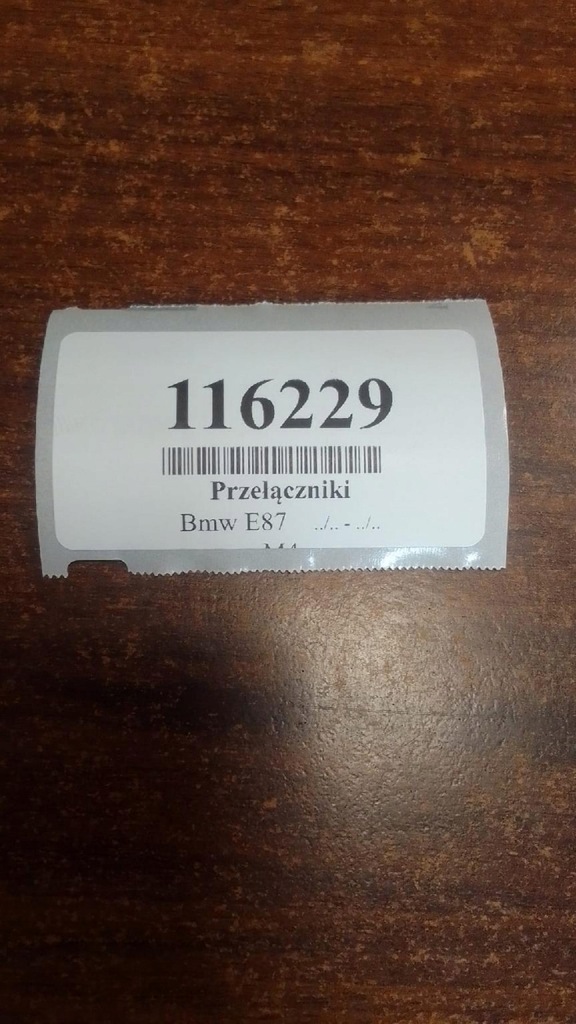 116229
Przełączniki
Bmw E87 ../.. - ../..